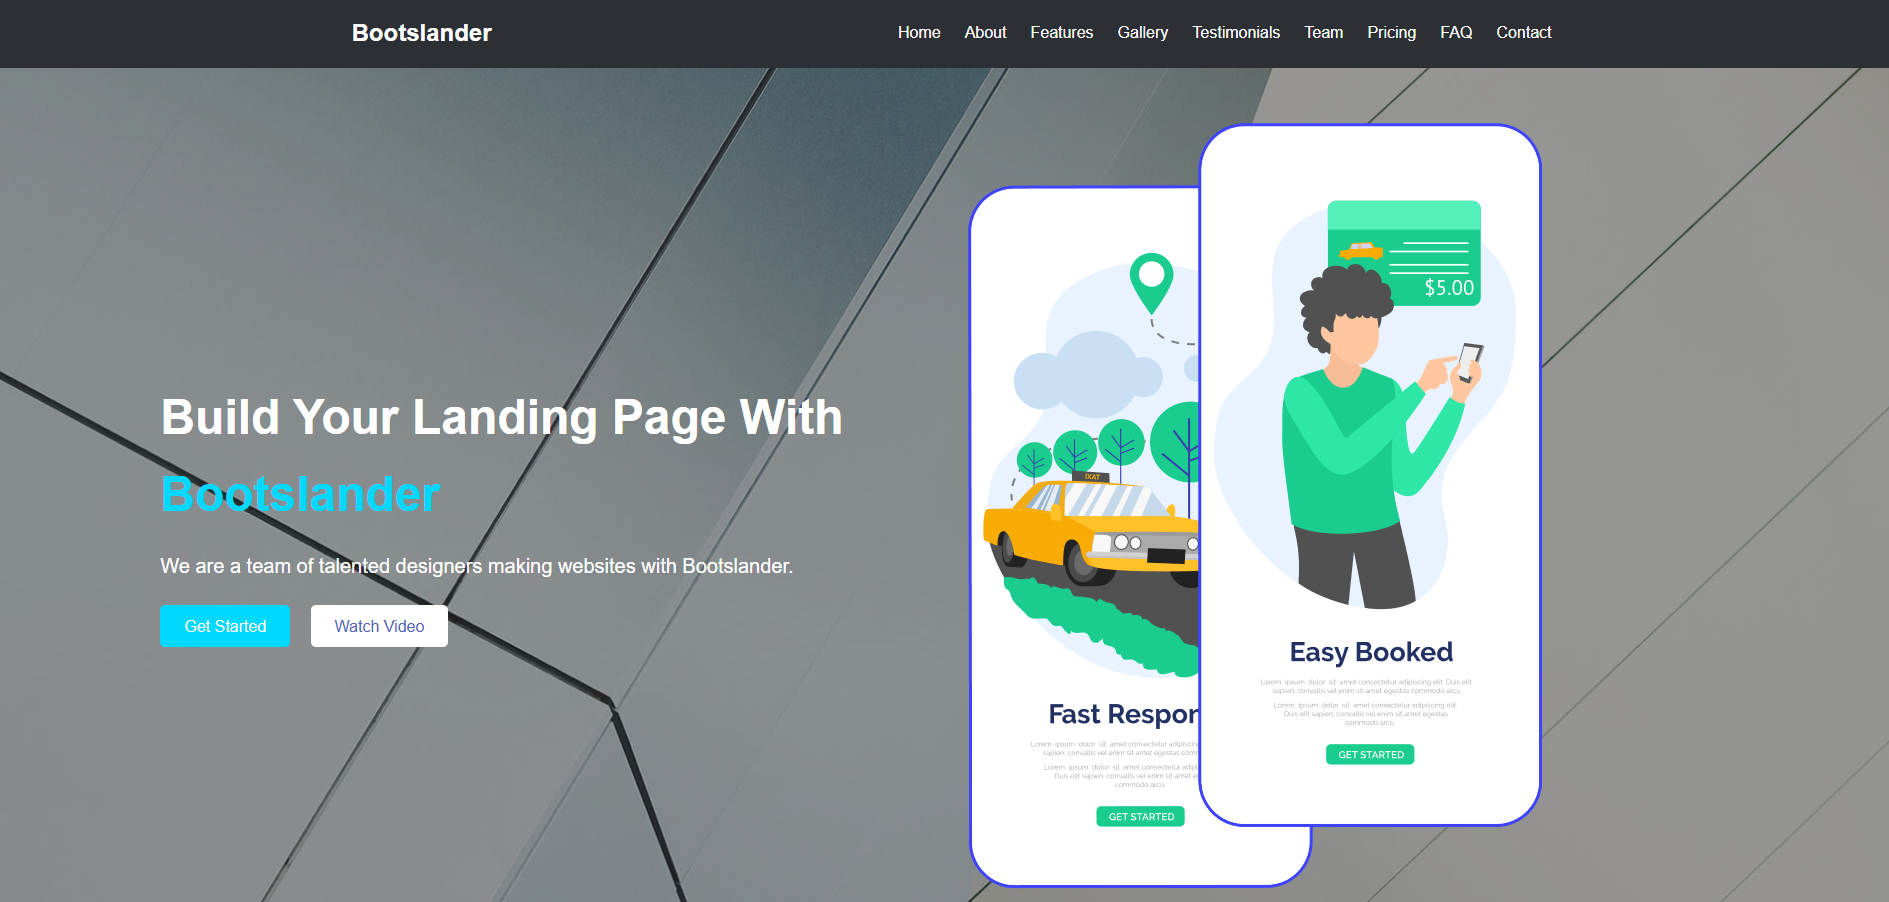 Bootslander
Home About Features Gallery Testimonials Team Pricing FAQ Contact
Build Your Landing Page With
Bootslander
We are a team of talented designers making websites with Bootslander.
Get Started Watch Video
IXAT
Fast Respon
Lorem ipsum dolor sit amet consectetur adipiscing
sapien, convallis vel enim sit amet egestas comm
Lorem ipsum dolor sit amet consectetur adipi
Duis elit sapien, convallis vel enim sit amet e
commodo arcu
GET STARTED
$5.00
Easy Booked
Lorem ipsum dolor sit amet consectetur adipiscing elit Duis elit
sapien, convallis vel enim sit amet egestas commodo arcu
Lorem ipsum dolor sit amet consectetur adipiscing elit
Duis elit sapien, convallis vel enim sit amet egestas
commodo arcu
GET STARTED